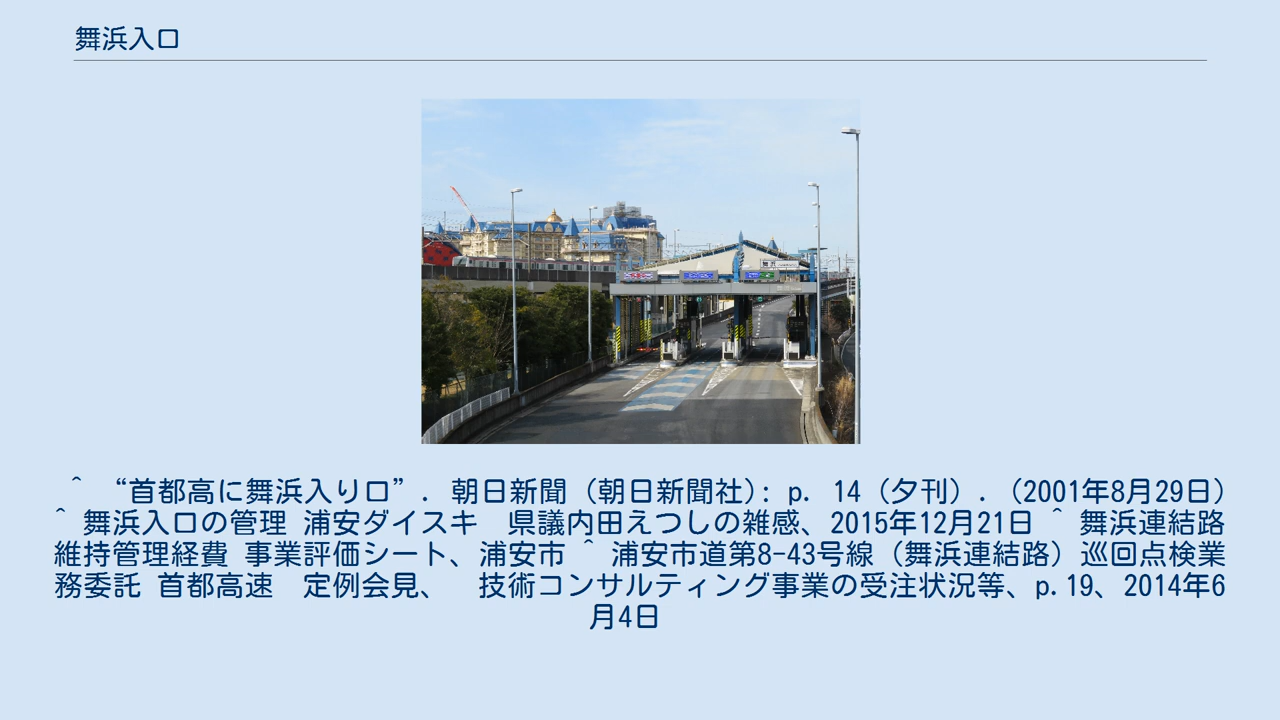 舞浜入口
舞浜
^ “首都高に舞浜入り口”. 朝日新聞 (朝日新聞社): p. 14 (夕刊) . (2001年8月29日)
^ 舞浜入口の管理 浦安ダイスキ　県議内田えつしの雑感、2015年12月21日 ^ 舞浜連結路
維持管理経費 事業評価シート、浦安市 ^ 浦安市道第8-43号線（舞浜連結路）巡回点検業
務委託 首都高速　定例会見、　技術コンサルティング事業の受注状況等、p.19、2014年6
月4日